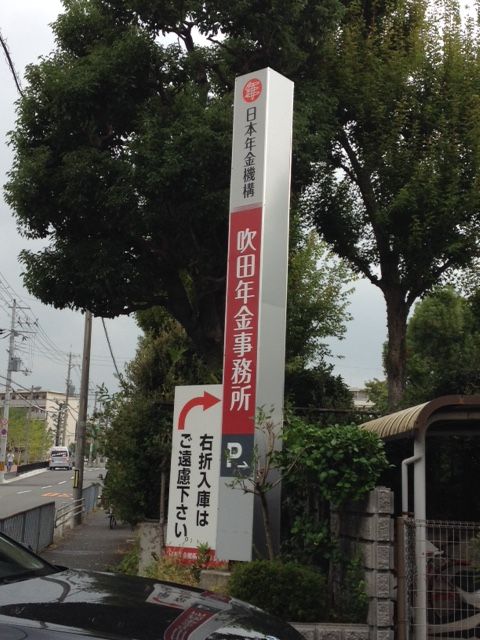 年
日本年金機構
吹田年金事務所
P
右折入庫は
ご遠慮下さい。